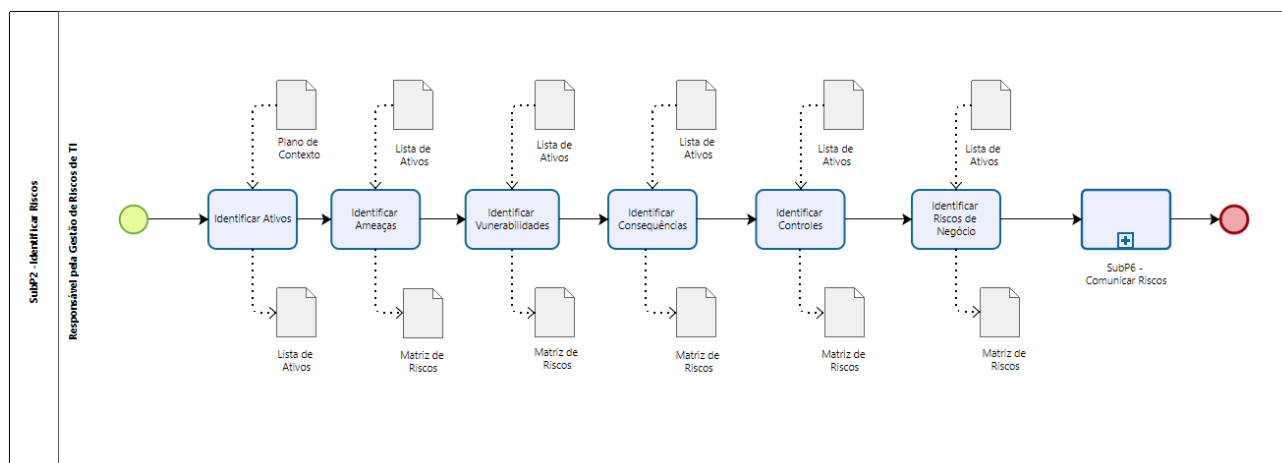 SubP2 - Identificar Riscos
Responsável pela Gestão de Riscos de TI
Plano de
Contexto
Lista de
Ativos
Lista de
Ativos
Lista de
Ativos
Lista de
Ativos
Lista de
Ativos
Identificar Ativos
Identificar
Ameaças
Identificar
Vulnerabilidades
Identificar
Consequências
Identificar
Controles
Identificar
Riscos de
Negócio
SubP6 -
Comunicar Riscos
Lista de
Ativos
Matriz de
Riscos
Matriz de
Riscos
Matriz de
Riscos
Matriz de
Riscos
Matriz de
Riscos